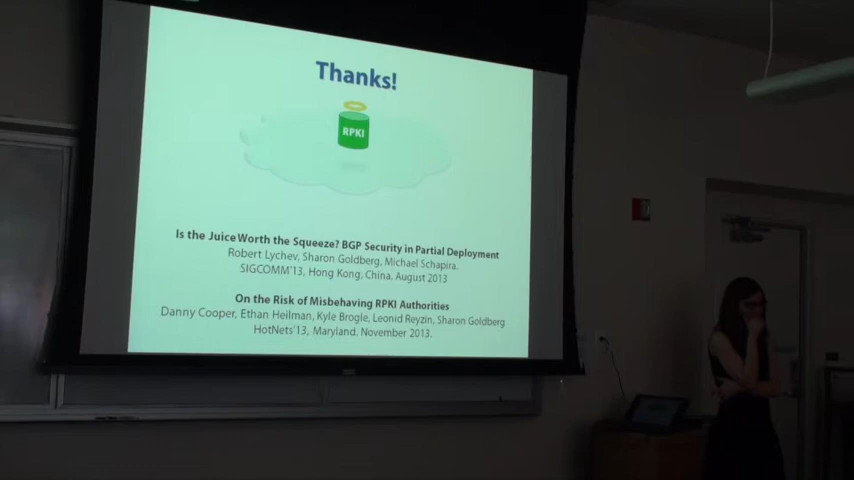 Thanks!
RPKI
Is the Juice Worth the Squeeze? BGP Security in Partial Deployment
Robert Lychev, Sharon Goldberg, Michael Schapira.
SIGCOMM'13, Hong Kong, China, August 2013
On the Risk of Misbehaving RPKI Authorities
Danny Cooper, Ethan Heilman, Kyle Brogle, Leonid Reyzin, Sharon Goldberg
HotNets'13, Maryland. November 2013.